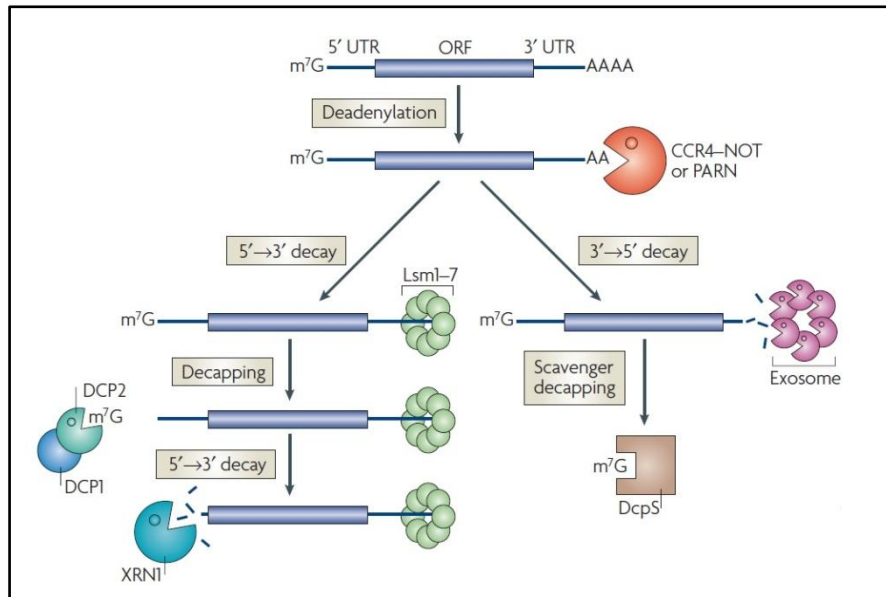 5′ UTR ORF 3′ UTR
m⁷G AAAA
Deadenylation
m⁷G AA
CCR4–NOT
or PARN
5′→3′ decay
3′→5′ decay
Lsm1–7
m⁷G
m⁷G
Exosome
Decapping
Scavenger
decapping
DCP2
m⁷G
DCP1
5′→3′ decay
m⁷G
DcpS
XRN1